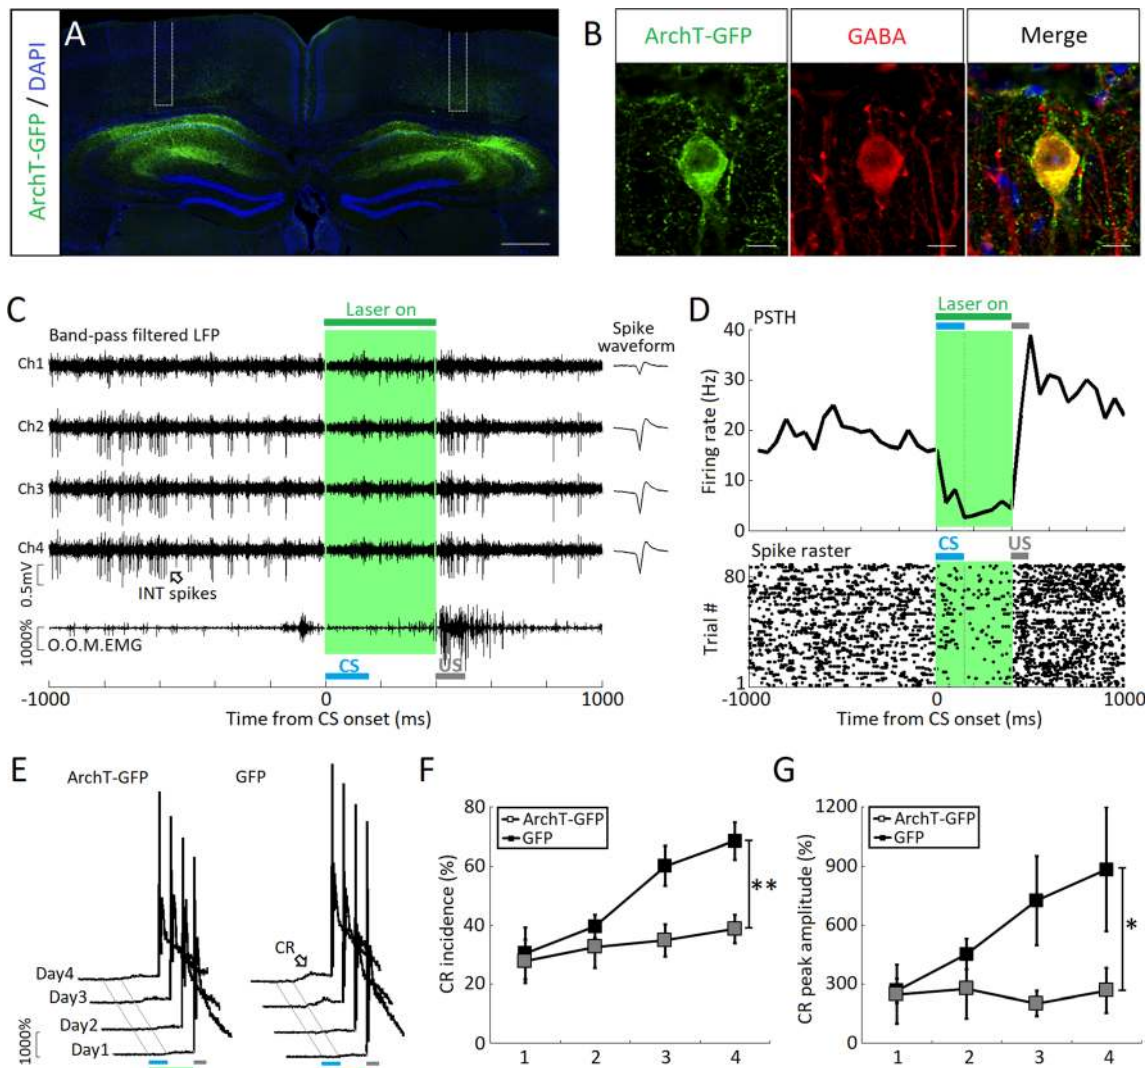 A
ArchT-GFP / DAPI
B
ArchT-GFP
GABA
Merge
C
Laser on
Band-pass filtered LFP
Spike
waveform
Ch1
Ch2
Ch3
Ch4
0.5mV
INT spikes
1000%
O.O.M.EMG
CS
US
-1000
0
1000
Time from CS onset (ms)
D
Laser on
PSTH
40
30
20
10
0
Firing rate (Hz)
CS
US
Spike raster
80
1
Trial #
-1000
0
1000
Time from CS onset (ms)
E
ArchT-GFP
GFP
CR
Day4
Day3
Day2
Day1
1000%
F
80
60
40
20
0
CR incidence (%)
ArchT-GFP
GFP
**
1
2
3
4
G
1200
900
600
300
0
CR peak amplitude (%)
ArchT-GFP
GFP
*
1
2
3
4